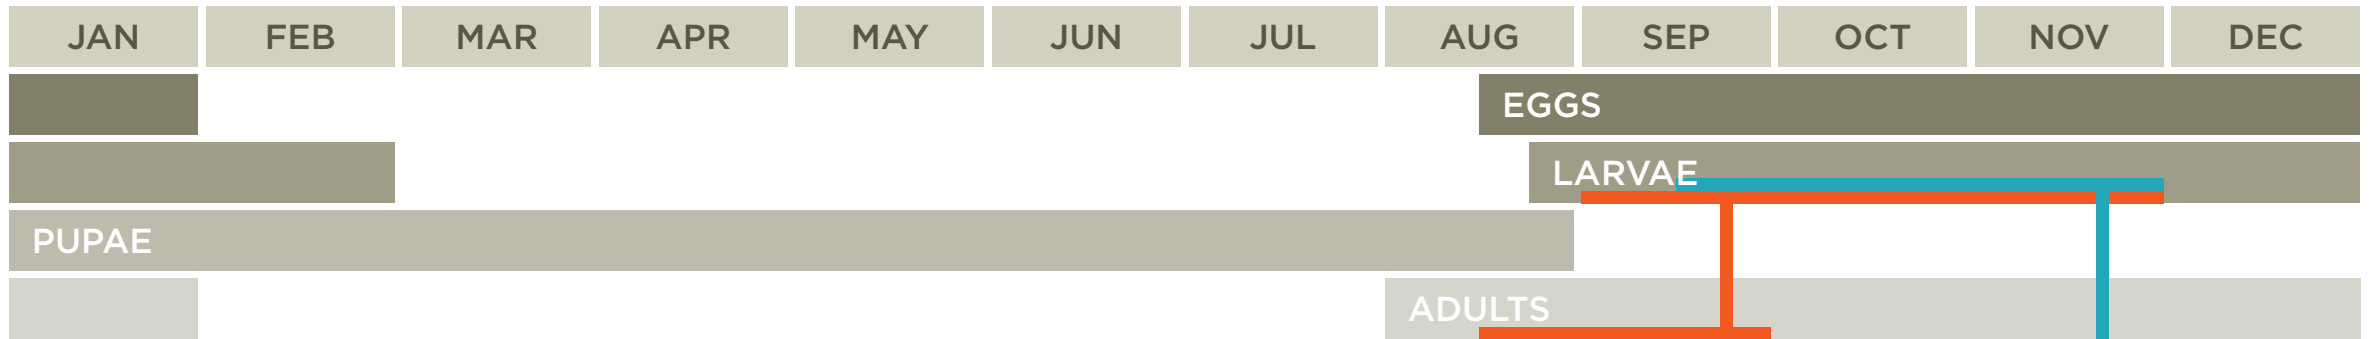 JAN FEB MAR APR MAY JUN JUL AUG SEP OCT NOV DEC
EGGS
LARVAE
PUPAE
ADULTS